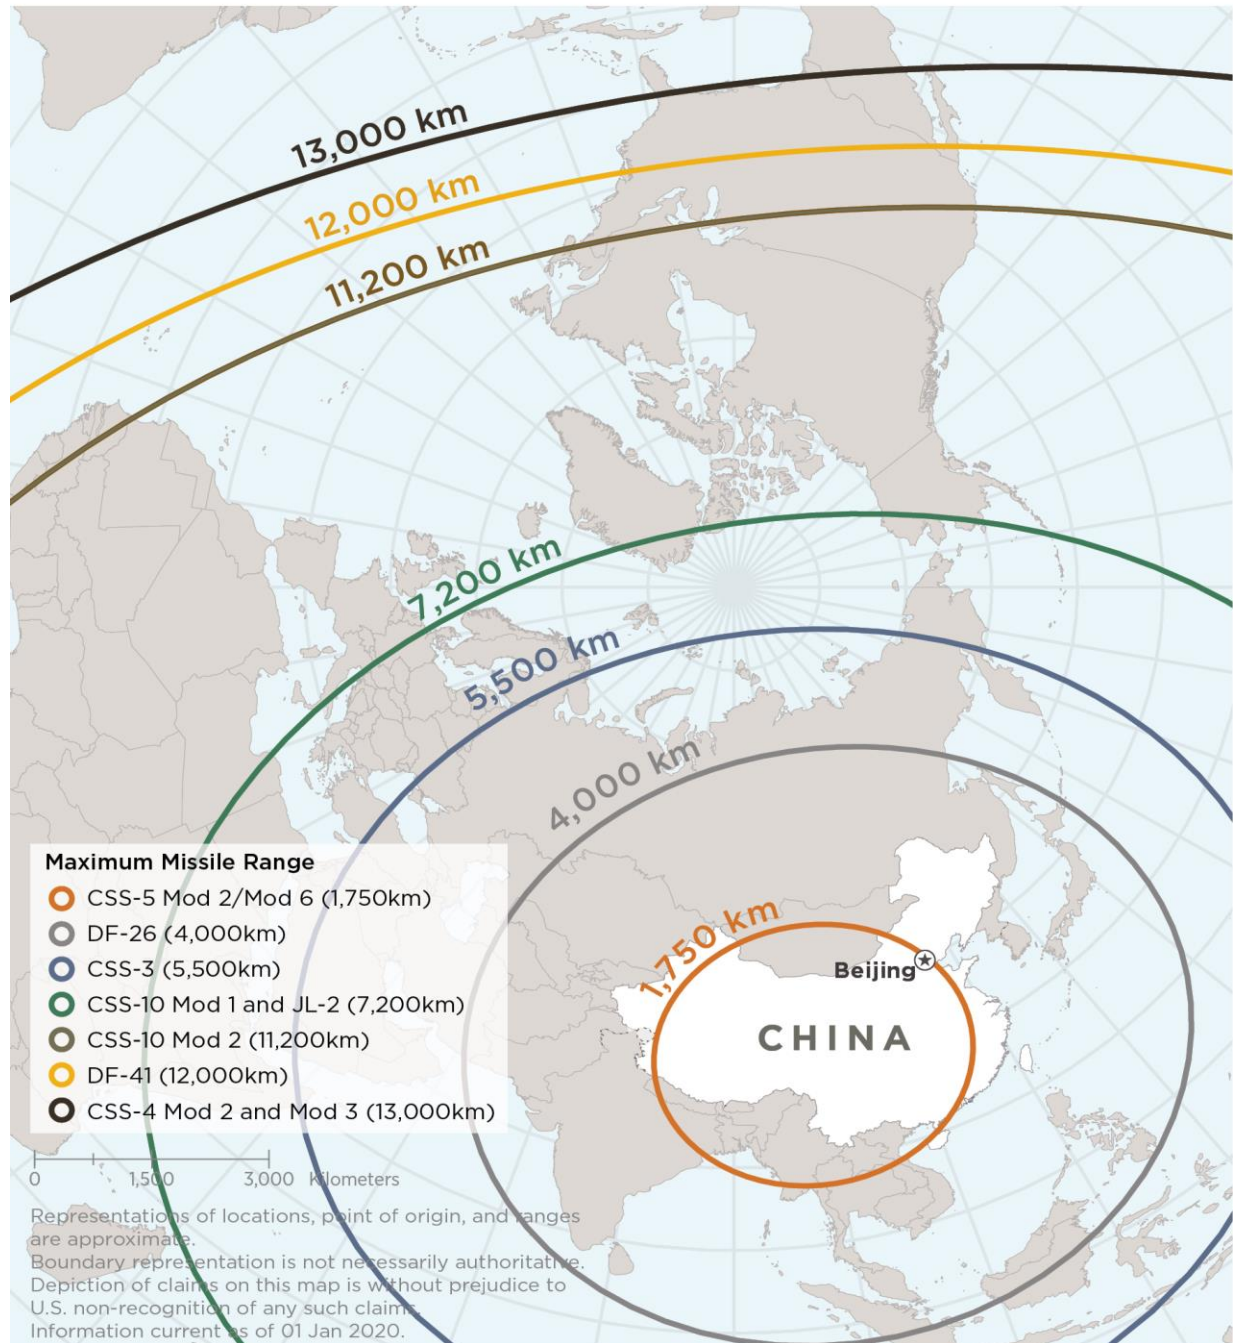 13,000 km
12,000 km
11,200 km
7,200 km
5,500 km
4,000 km
1,750 km
Beijing
CHINA
Maximum Missile Range
CSS-5 Mod 2/Mod 6 (1,750km)
DF-26 (4,000km)
CSS-3 (5,500km)
CSS-10 Mod 1 and JL-2 (7,200km)
CSS-10 Mod 2 (11,200km)
DF-41 (12,000km)
CSS-4 Mod 2 and Mod 3 (13,000km)
0 1,500 3,000 Kilometers
Representations of locations, point of origin, and ranges
are approximate.
Boundary representation is not necessarily authoritative.
Depiction of claims on this map is without prejudice to
U.S. non-recognition of any such claims.
Information current as of 01 Jan 2020.